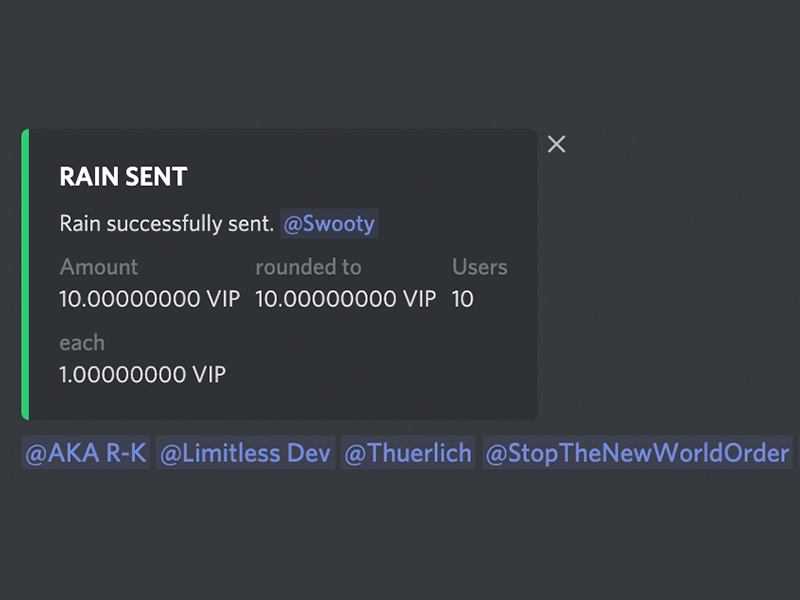 RAIN SENT
Rain successfully sent. @Swooty
Amount rounded to Users
10.00000000 VIP 10.00000000 VIP 10
each
1.00000000 VIP
@AKA R-K @Limitless Dev @Thuerlich @StopTheNewWorldOrder